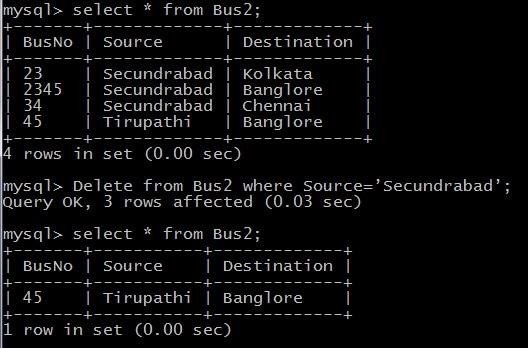 mysql> select * from Bus2;
+-------+-------------+-------------+
| BusNo | Source      | Destination |
+-------+-------------+-------------+
| 23    | Secundrabad | Kolkata     |
| 2345  | Secundrabad | Banglore    |
| 34    | Secundrabad | Chennai     |
| 45    | Tirupathi   | Banglore    |
+-------+-------------+-------------+
4 rows in set (0.00 sec)
mysql> Delete from Bus2 where Source=’Secundrabad’;
Query OK, 3 rows affected (0.03 sec)
mysql> select * from Bus2;
+-------+-----------+-------------+
| BusNo | Source    | Destination |
+-------+-----------+-------------+
| 45    | Tirupathi | Banglore    |
+-------+-----------+-------------+
1 row in set (0.00 sec)